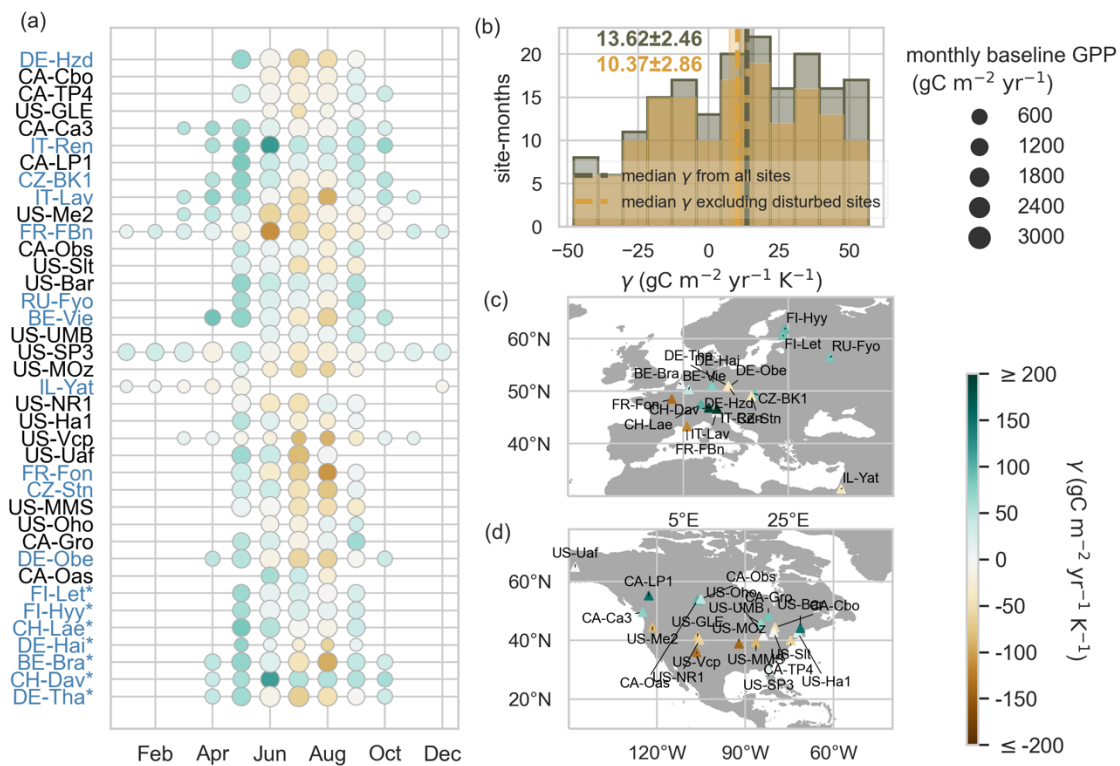 (a)
DE-Hzd
CA-Cbo
CA-TP4
US-GLE
CA-Ca3
IT-Ren
CA-LP1
CZ-BK1
IT-Lav
US-Me2
FR-FBn
CA-Obs
US-Slt
US-Bar
RU-Fyo
BE-Vie
US-UMB
US-SP3
US-MOz
IL-Yat
US-NR1
US-Ha1
US-Vcp
US-Uaf
FR-Fon
CZ-Stn
US-MMS
US-Oho
CA-Gro
DE-Obe
CA-Oas
FI-Let*
FI-Hyy*
CH-Lae*
DE-Hai*
BE-Bra*
CH-Dav*
DE-Tha*
Feb Apr Jun Aug Oct Dec
(b)
13.62±2.46
10.37±2.86
site-months
20
15
10
5
0
median γ from all sites
median γ excluding disturbed sites
−50 −25 0 25 50
γ (gC m⁻² yr⁻¹ K⁻¹)
monthly baseline GPP
(gC m⁻² yr⁻¹)
600
1200
1800
2400
3000
(c)
60°N
50°N
40°N
FI-Hyy
FI-Let
RU-Fyo
DE-Tha
DE-Hai
DE-Obe
BE-Bra
BE-Vie
CZ-BK1
FR-Fon
CH-Dav
DE-Hzd
CH-Lae
IT-Ren
CZ-Stn
IT-Lav
FR-FBn
IL-Yat
5°E 25°E
(d)
60°N
40°N
20°N
US-Uaf
CA-LP1
CA-Obs
US-Oho
CA-Gro
US-Bar
CA-Ca3
US-UMB
CA-Cbo
US-GLE
US-MOz
US-Me2
US-Vcp
US-MMS
US-Slt
CA-TP4
US-NR1
CA-Oas
US-SP3
US-Ha1
120°W 90°W 60°W
≥ 200
150
100
50
0
-50
-100
-150
≤ -200
γ (gC m⁻² yr⁻¹ K⁻¹)